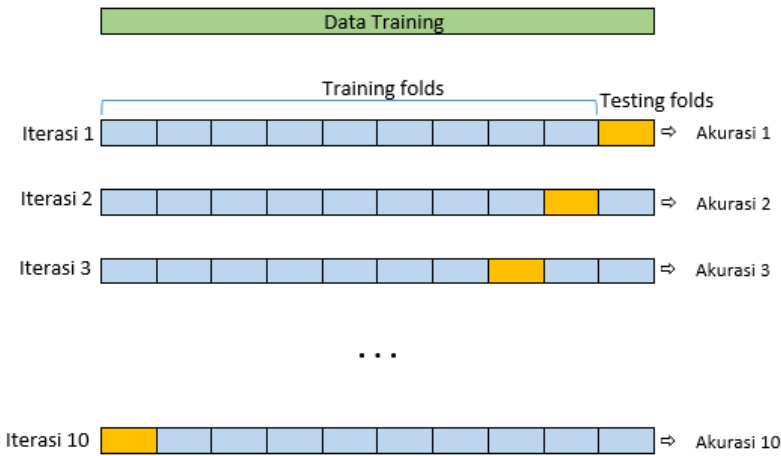 Data Training
Training folds
Testing folds
Iterasi 1
⇨ Akurasi 1
Iterasi 2
⇨ Akurasi 2
Iterasi 3
⇨ Akurasi 3
...
Iterasi 10
⇨ Akurasi 10